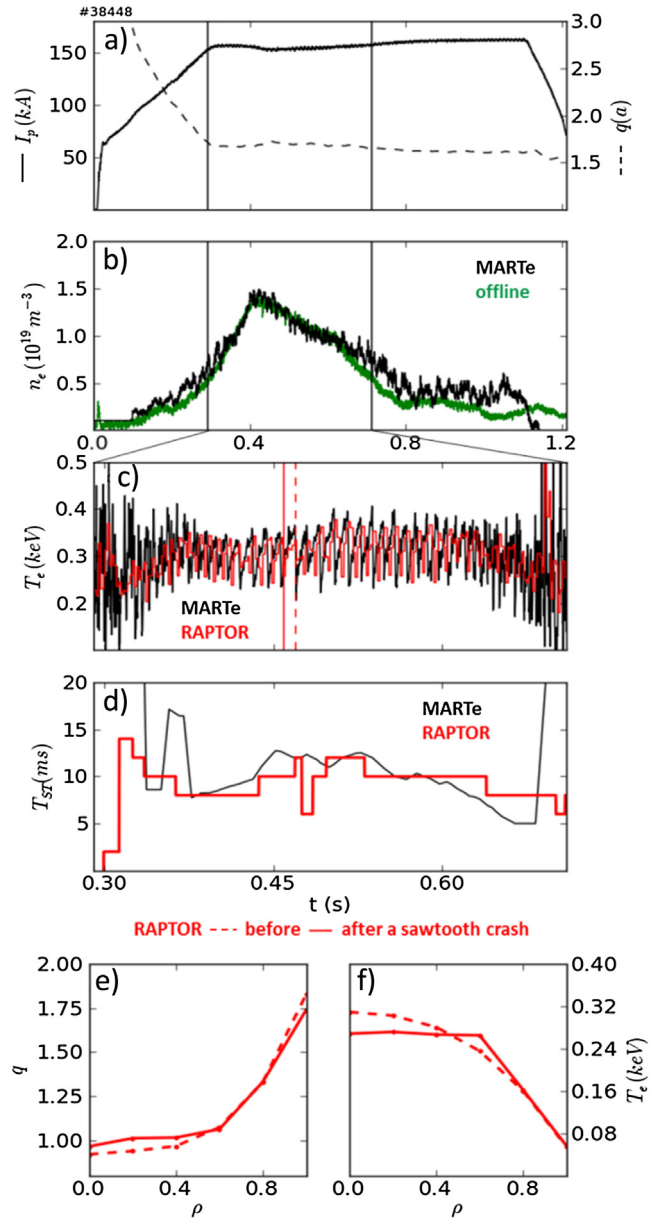 #38448
a)
150
100
50
I_p (kA)
3.0
2.5
2.0
1.5
q(a)
b)
2.0
1.5
1.0
0.5
n_e (10^19 m^−3)
MARTe
offline
0.0 0.4 0.8 1.2
c)
0.5
0.4
0.3
0.2
T_e (keV)
MARTe
RAPTOR
d)
20
15
10
5
T_ST (ms)
MARTe
RAPTOR
0.30 0.45 0.60
t (s)
RAPTOR before after a sawtooth crash
e)
2.00
1.75
1.50
1.25
1.00
q
0.0 0.4 0.8
ρ
f)
0.40
0.32
0.24
0.16
0.08
T_e (keV)
0.0 0.4 0.8
ρ